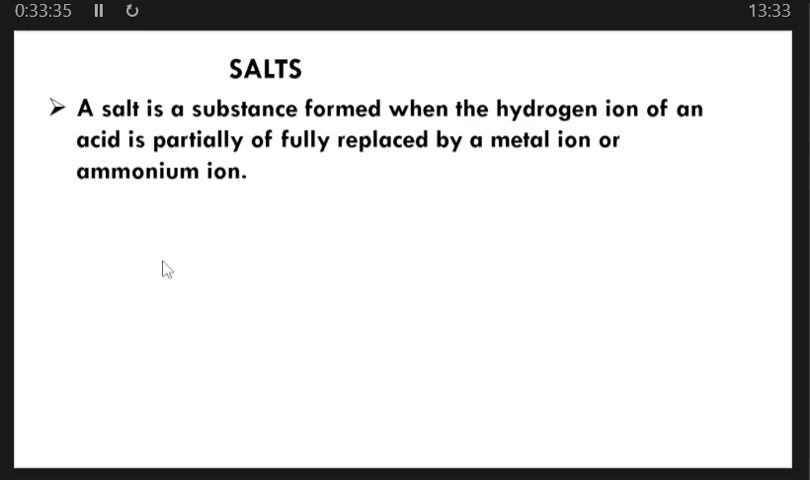 0:33:35 13:33
SALTS
➢ A salt is a substance formed when the hydrogen ion of an
acid is partially of fully replaced by a metal ion or
ammonium ion.